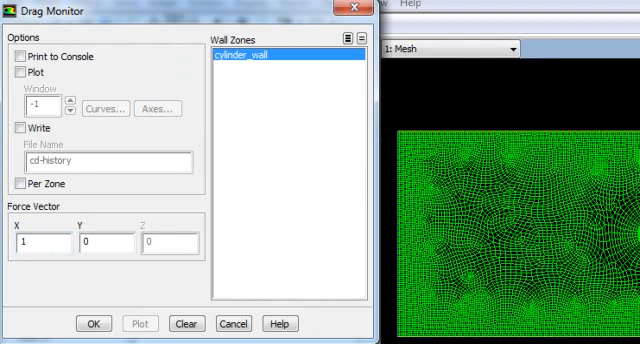 Drag Monitor
Help
Options
Print to Console
Plot
Window
-1
Curves...
Axes...
Write
File Name
cd-history
Per Zone
Force Vector
X
Y
Z
1
0
0
Wall Zones
cylinder_wall
OK
Plot
Clear
Cancel
Help
1: Mesh